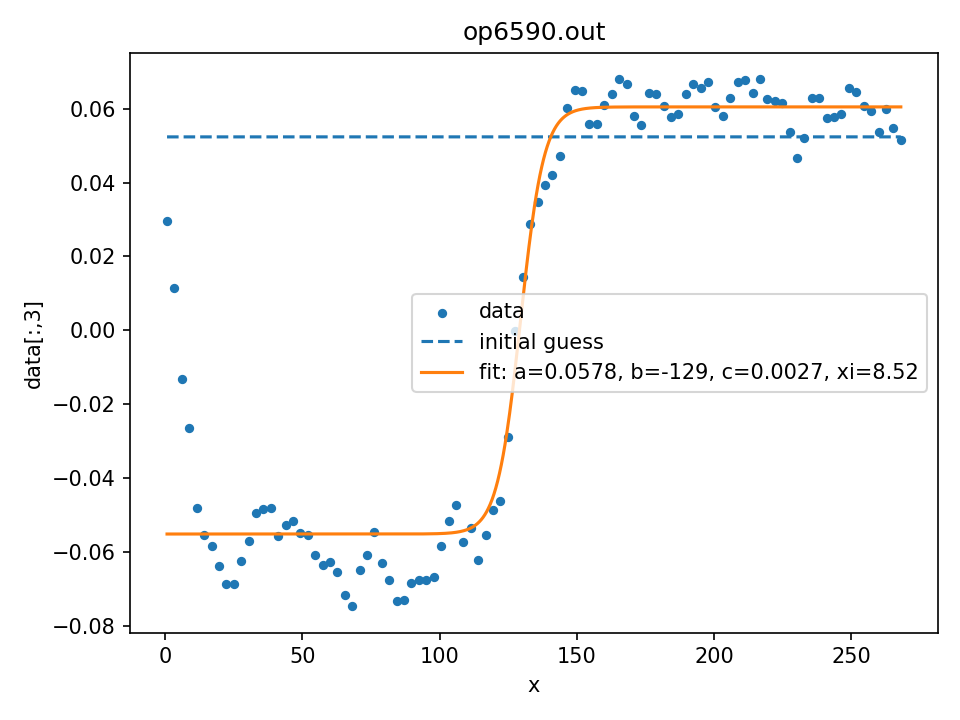 op6590.out
data[:,3]
0.06
0.04
0.02
0.00
−0.02
−0.04
−0.06
−0.08
data
initial guess
fit: a=0.0578, b=-129, c=0.0027, xi=8.52
0 50 100 150 200 250
x